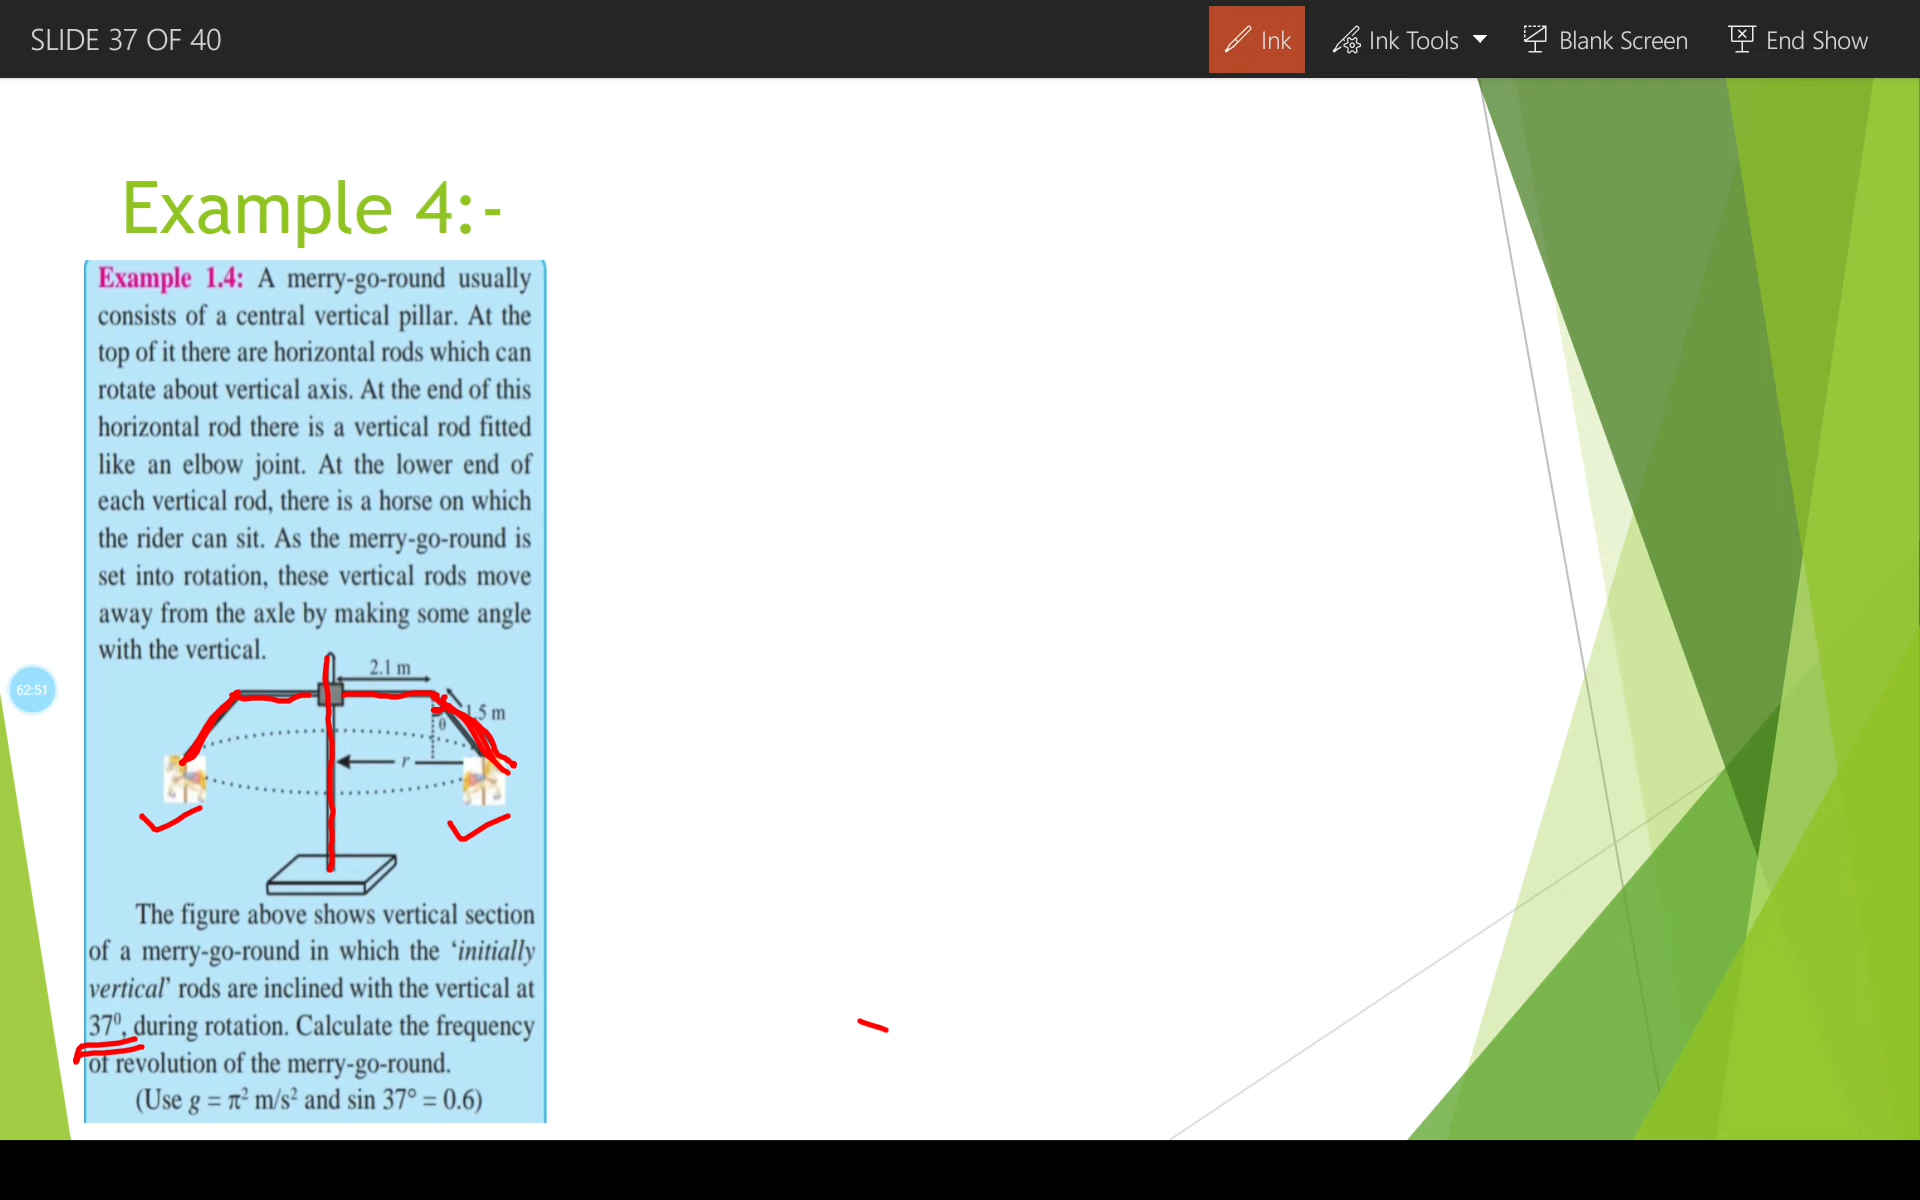 SLIDE 37 OF 40
Ink
Ink Tools
Blank Screen
End Show
Example 4:-
Example 1.4: A merry-go-round usually
consists of a central vertical pillar. At the
top of it there are horizontal rods which can
rotate about vertical axis. At the end of this
horizontal rod there is a vertical rod fitted
like an elbow joint. At the lower end of
each vertical rod, there is a horse on which
the rider can sit. As the merry-go-round is
set into rotation, these vertical rods move
away from the axle by making some angle
with the vertical.
2.1 m
1.5 m
θ
r
62:51
The figure above shows vertical section
of a merry-go-round in which the ‘initially
vertical’ rods are inclined with the vertical at
37⁰, during rotation. Calculate the frequency
of revolution of the merry-go-round.
(Use g = π² m/s² and sin 37° = 0.6)